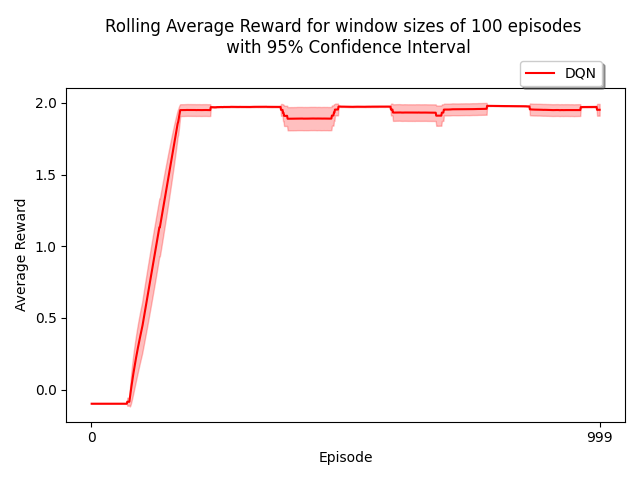 Rolling Average Reward for window sizes of 100 episodes
with 95% Confidence Interval
DQN
2.0
1.5
1.0
0.5
0.0
Average Reward
0
999
Episode